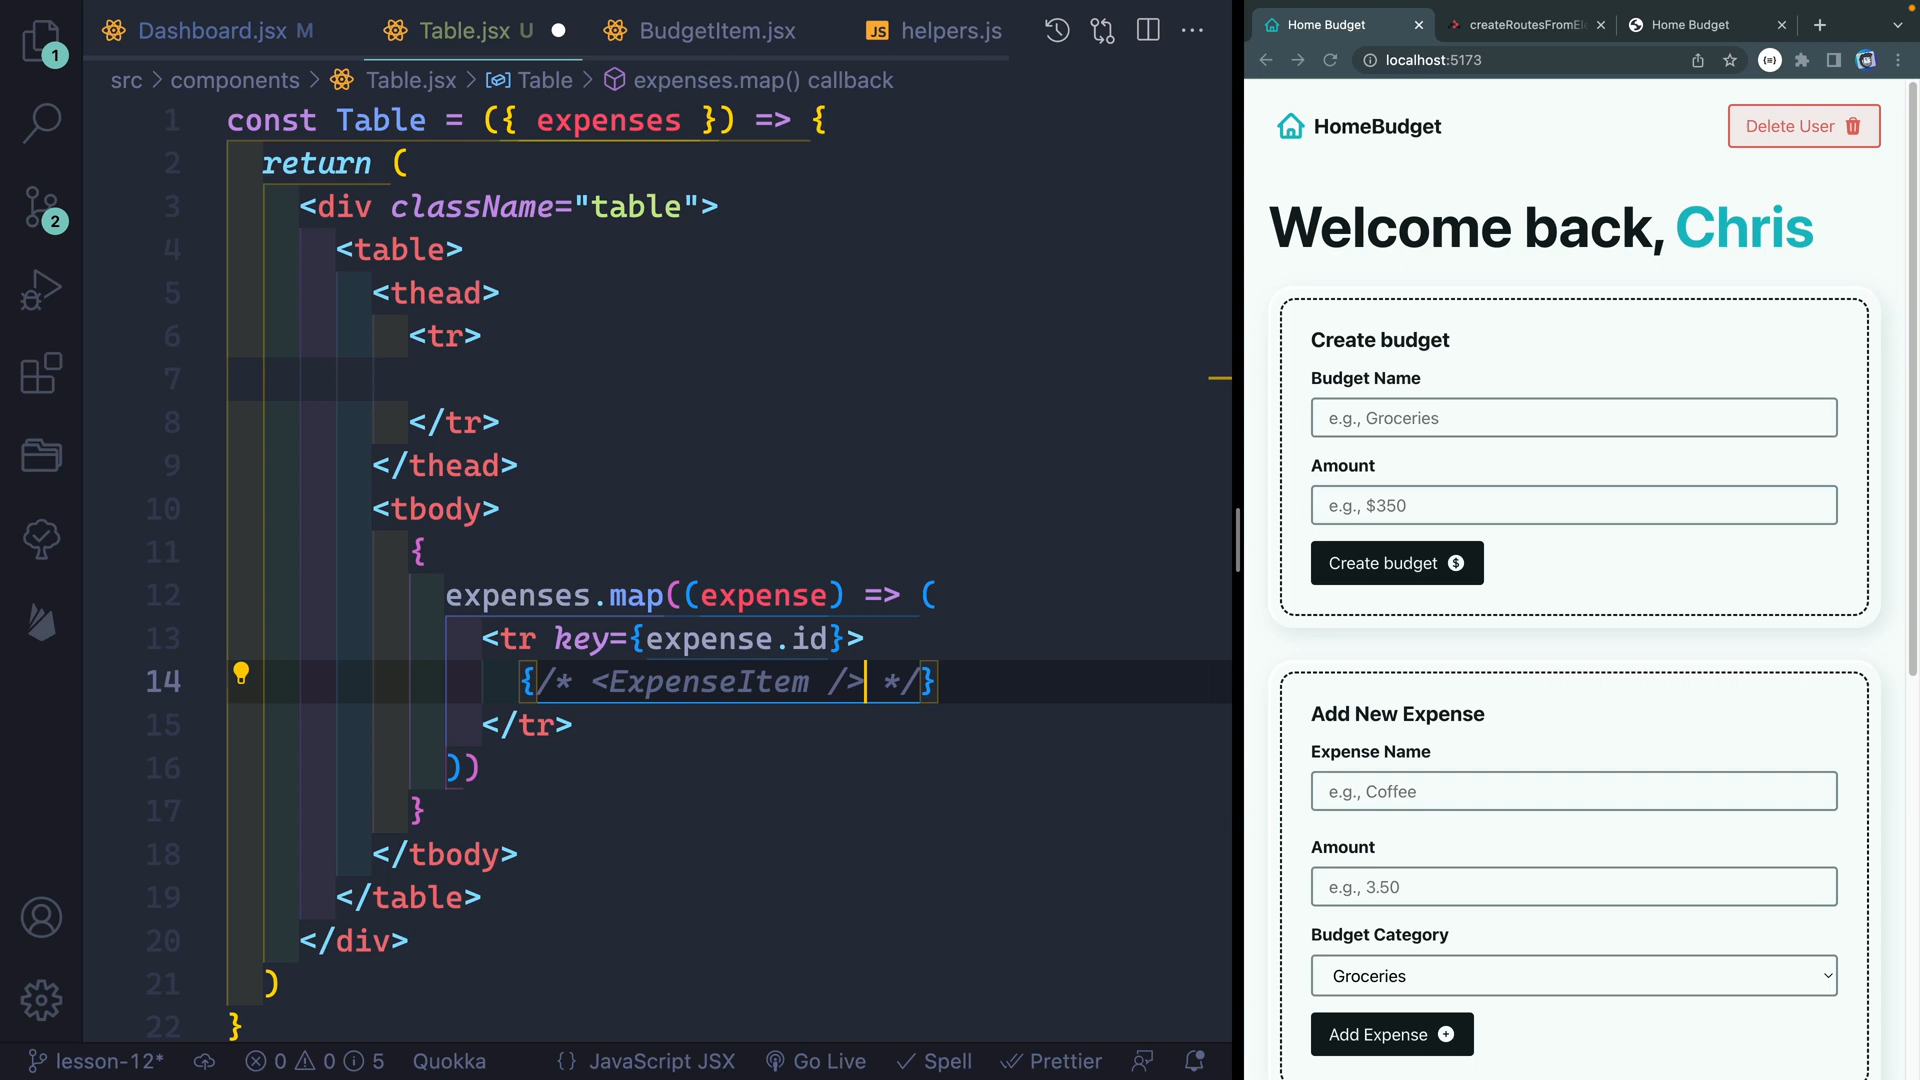 Dashboard.jsx M
Table.jsx U
BudgetItem.jsx
JS helpers.js
src > components > Table.jsx > Table > expenses.map() callback
1 const Table = ({ expenses }) => {
2 return (
3 <div className="table">
4 <table>
5 <thead>
6 <tr>
7
8 </tr>
9 </thead>
10 <tbody>
11 {
12 expenses.map((expense) => (
13 <tr key={expense.id}>
14 {/* <ExpenseItem /> */}
15 </tr>
16 ))
17 }
18 </tbody>
19 </table>
20 </div>
21 )
22 }
1
2
lesson-12* 0 0 5 Quokka {} JavaScript JSX Go Live Spell Prettier
Home Budget
createRoutesFromEl
Home Budget
localhost:5173
HomeBudget
Delete User
Welcome back, Chris
Create budget
Budget Name
e.g., Groceries
Amount
e.g., $350
Create budget $
Add New Expense
Expense Name
e.g., Coffee
Amount
e.g., 3.50
Budget Category
Groceries
Add Expense